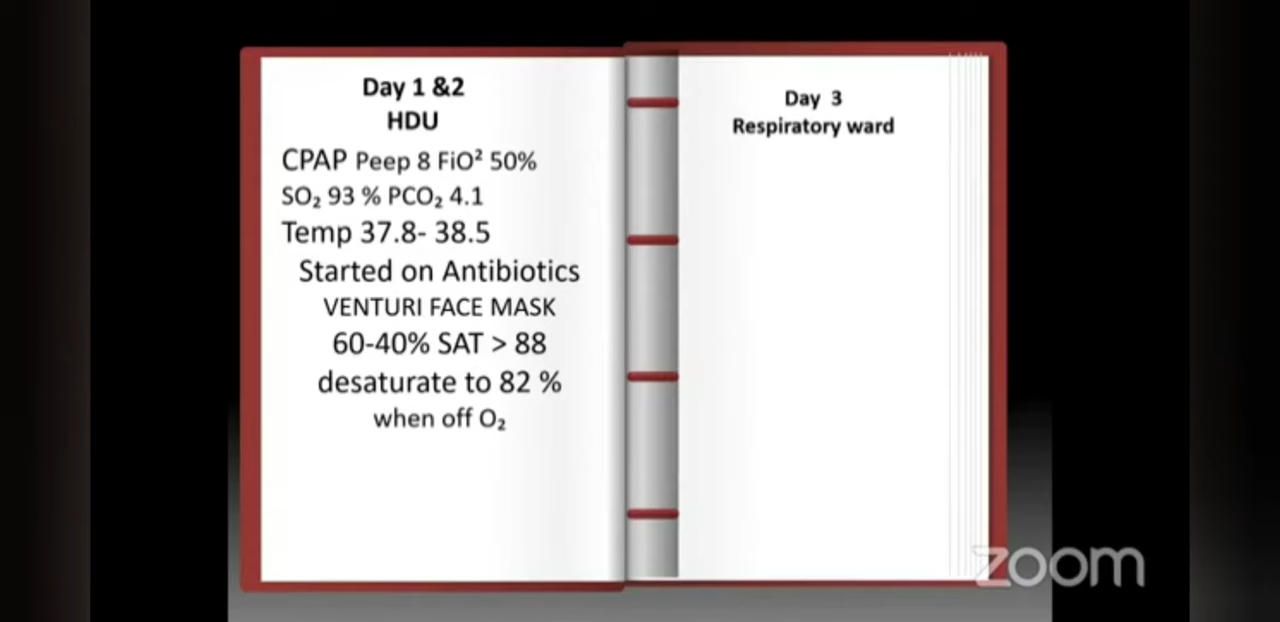 Day 1 &2
HDU
CPAP Peep 8 FiO² 50%
SO₂ 93 % PCO₂ 4.1
Temp 37.8- 38.5
Started on Antibiotics
VENTURI FACE MASK
60-40% SAT > 88
desaturate to 82 %
when off O₂
Day 3
Respiratory ward
zoom